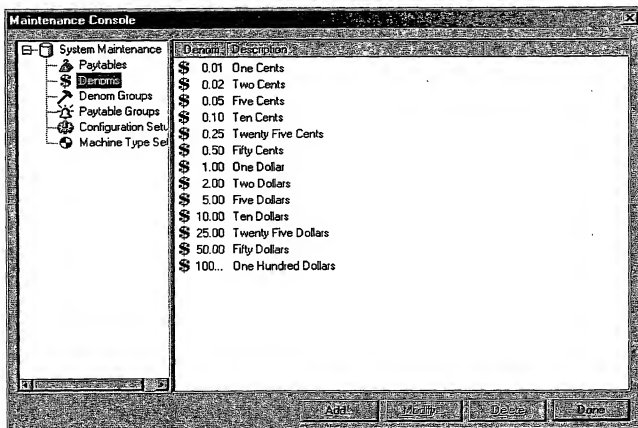 Maintenance Console
System Maintenance
Paytables
Denoms
Denom Groups
Paytable Groups
Configuration Setu
Machine Type Sel
Denom Description
$ 0.01 One Cents
$ 0.02 Two Cents
$ 0.05 Five Cents
$ 0.10 Ten Cents
$ 0.25 Twenty Five Cents
$ 0.50 Fifty Cents
$ 1.00 One Dollar
$ 2.00 Two Dollars
$ 5.00 Five Dollars
$ 10.00 Ten Dollars
$ 25.00 Twenty Five Dollars
$ 50.00 Fifty Dollars
$ 100... One Hundred Dollars
Add Modify Delete Done